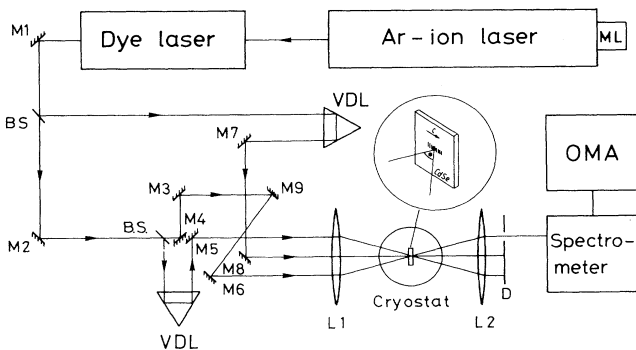 M1
Dye laser
Ar-ion laser
ML
BS
VDL
M7
C
CdSe
OMA
M3
M9
M4
B.S.
M2
M5
M8
M6
Spectro-
meter
Cryostat
D
L1
L2
VDL